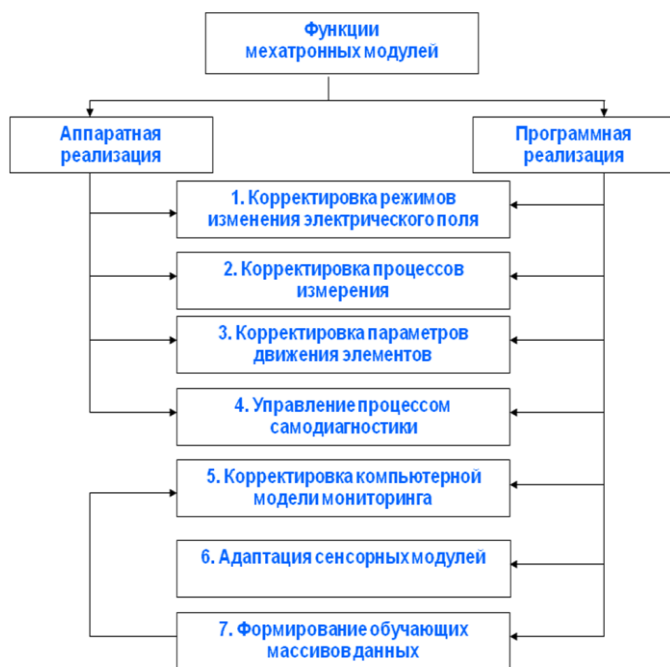 Функции
мехатронных модулей
Аппаратная
реализация
Программная
реализация
1. Корректировка режимов
изменения электрического поля
2. Корректировка процессов
измерения
3. Корректировка параметров
движения элементов
4. Управление процессом
самодиагностики
5. Корректировка компьютерной
модели мониторинга
6. Адаптация сенсорных модулей
7. Формирование обучающих
массивов данных